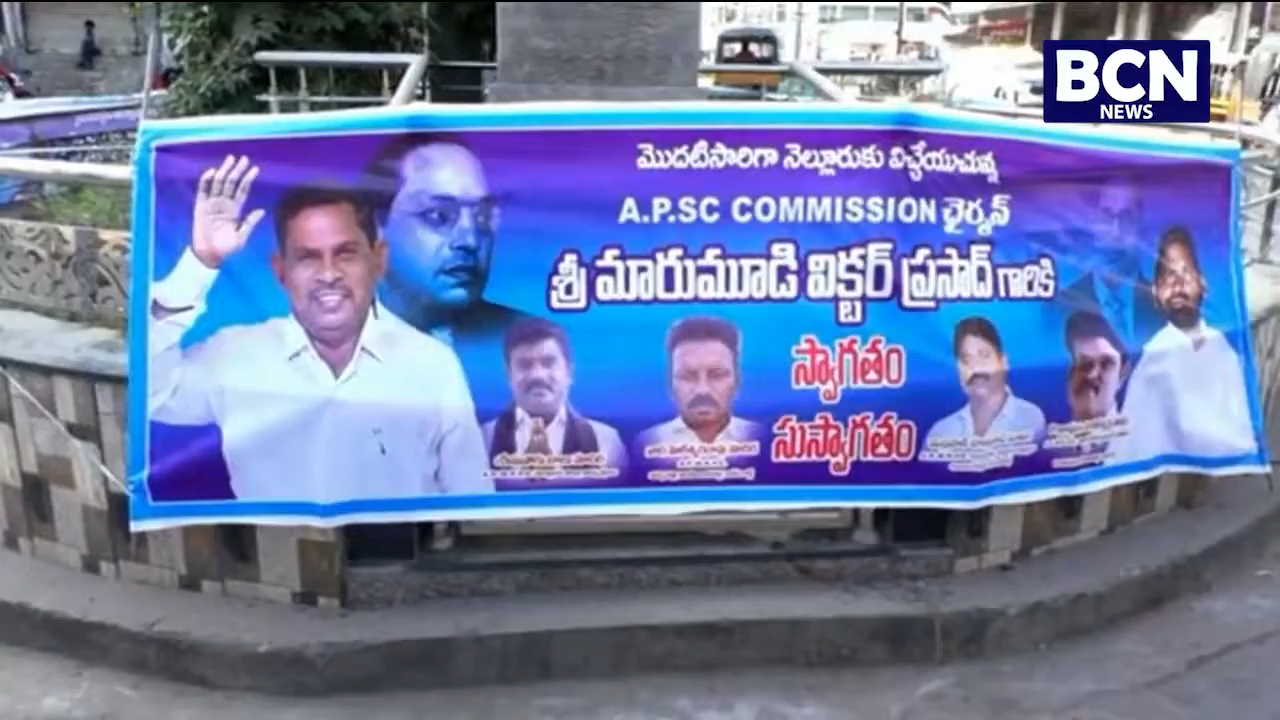 BCN
NEWS
మొదటిసారిగా నెల్లూరుకు విచ్చేయుచున్న
A.P.SC COMMISSION ఛైర్మన్
శ్రీ మారుమూడి విక్టర్ ప్రసాద్ గారికి
స్వాగతం
సుస్వాగతం